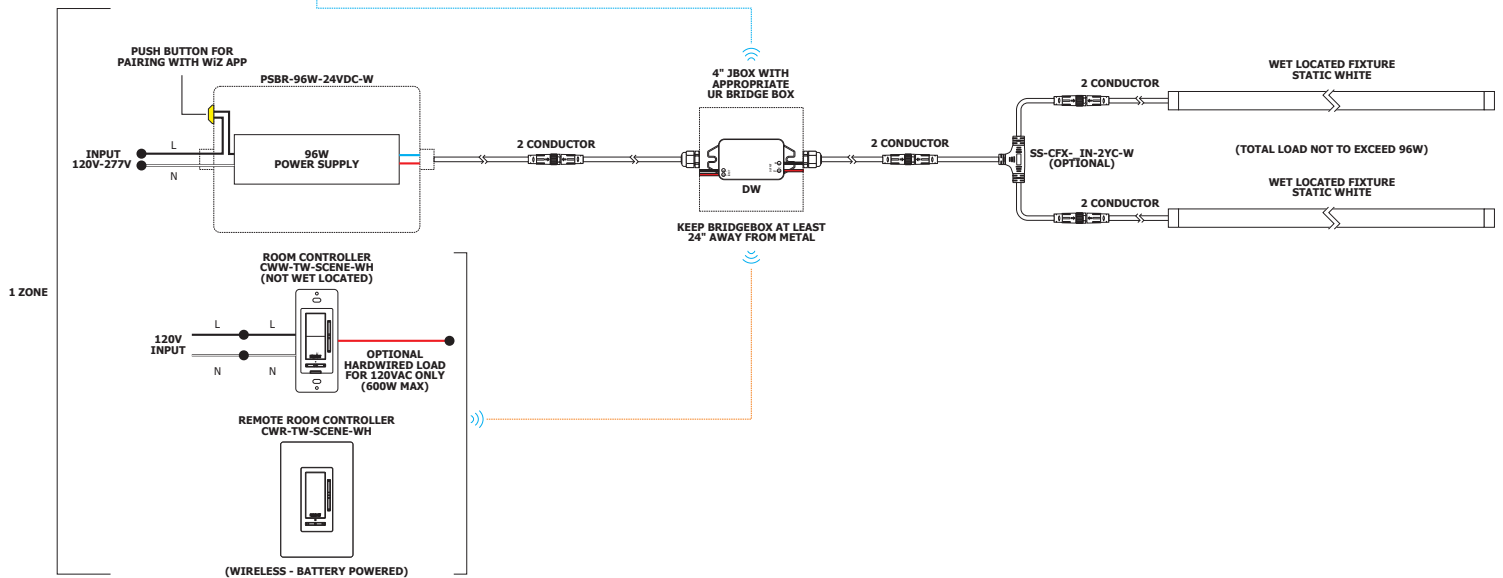 PUSH BUTTON FOR
PAIRING WITH WiZ APP
PSBR-96W-24VDC-W
INPUT
120V-277V
L
N
96W
POWER SUPPLY
2 CONDUCTOR
4" JBOX WITH
APPROPRIATE
UR BRIDGE BOX
DW
KEEP BRIDGEBOX AT LEAST
24" AWAY FROM METAL
2 CONDUCTOR
SS-CFX-_IN-2YC-W
(OPTIONAL)
2 CONDUCTOR
WET LOCATED FIXTURE
STATIC WHITE
(TOTAL LOAD NOT TO EXCEED 96W)
2 CONDUCTOR
WET LOCATED FIXTURE
STATIC WHITE
1 ZONE
ROOM CONTROLLER
CWW-TW-SCENE-WH
(NOT WET LOCATED)
120V
INPUT
L
L
N
N
OPTIONAL
HARDWIRED LOAD
FOR 120VAC ONLY
(600W MAX)
REMOTE ROOM CONTROLLER
CWR-TW-SCENE-WH
(WIRELESS - BATTERY POWERED)